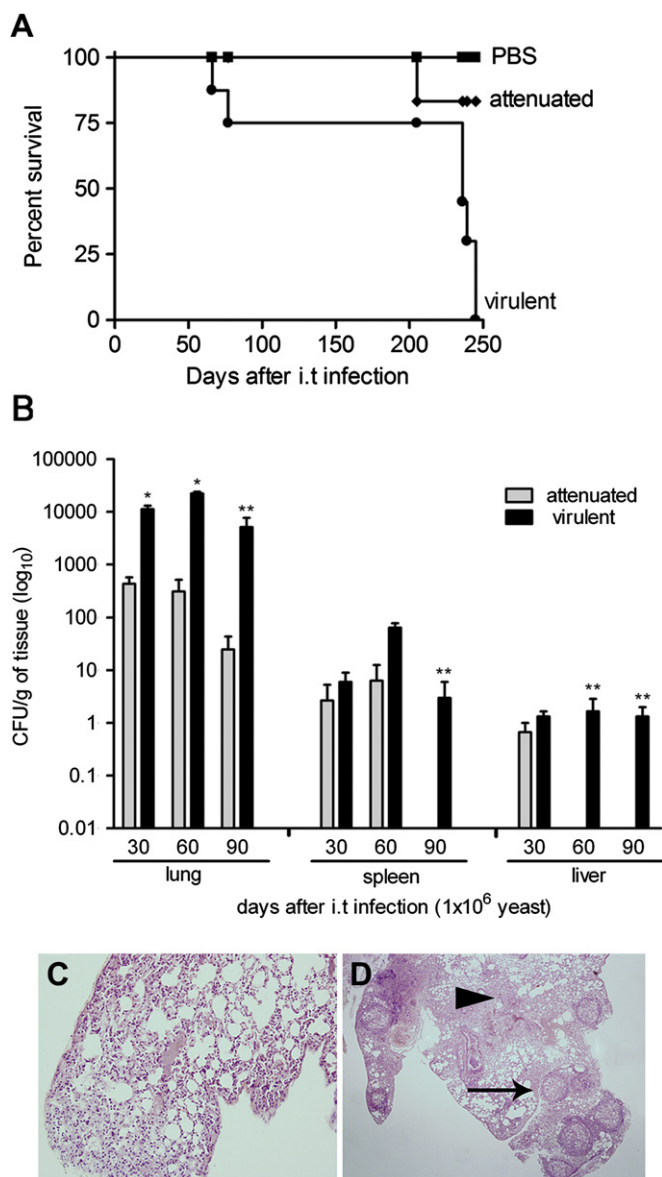 A
Percent survival
100
75
50
25
0
PBS
attenuated
virulent
0 50 100 150 200 250
Days after i.t infection
B
CFU/g of tissue (log10)
100000
10000
1000
100
10
1
0.1
0.01
* * **
**
** **
attenuated
virulent
30 60 90 30 60 90 30 60 90
lung spleen liver
days after i.t infection (1x10⁶ yeast)
C D